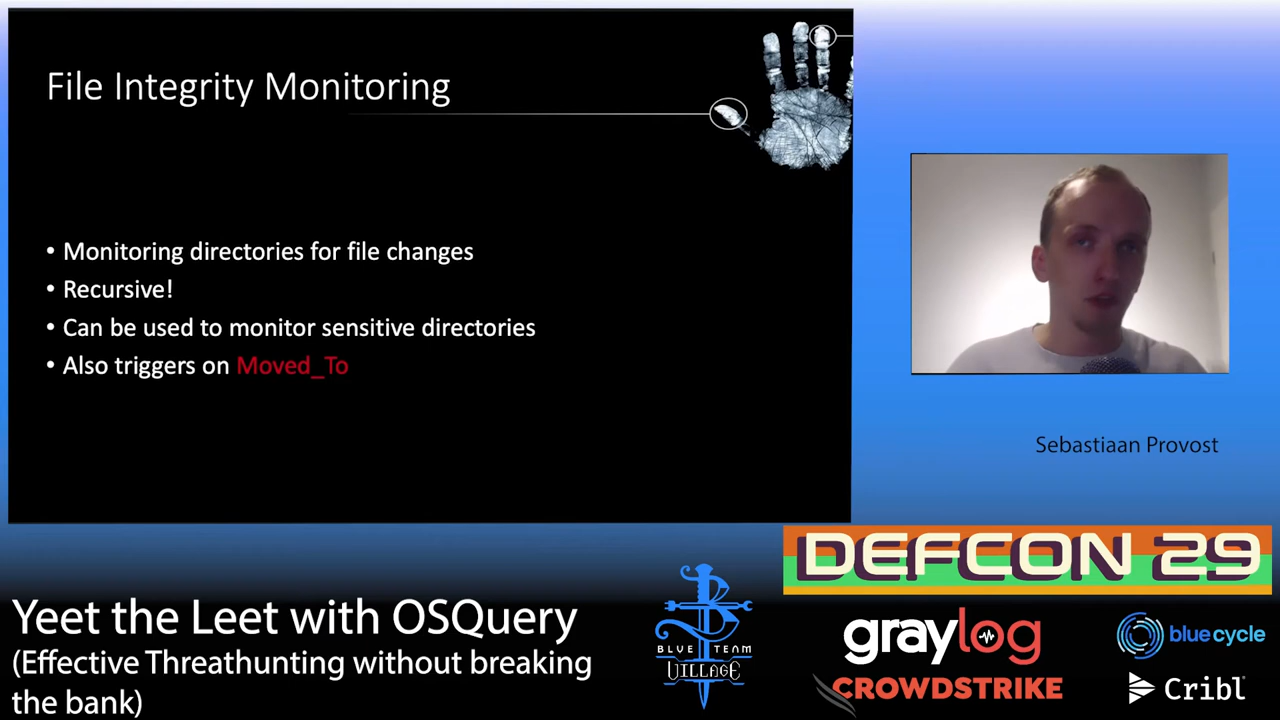 File Integrity Monitoring
• Monitoring directories for file changes
• Recursive!
• Can be used to monitor sensitive directories
• Also triggers on Moved_To
Sebastiaan Provost
DEFCON 29
Yeet the Leet with OSQuery
(Effective Threathunting without breaking
the bank)
BLUE TEAM
VILLAGE
graylog
CROWDSTRIKE
bluecycle
Cribl